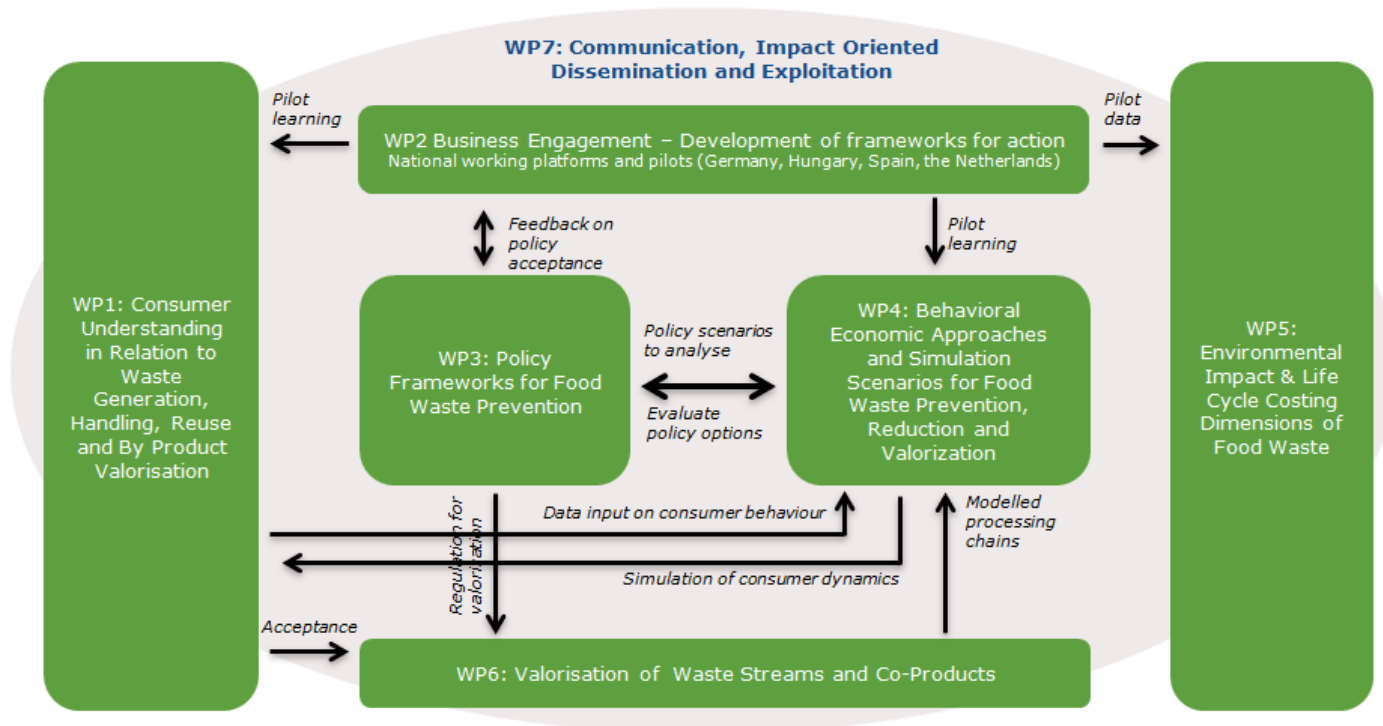 WP7: Communication, Impact Oriented
Dissemination and Exploitation
Pilot
learning
Pilot
data
WP2 Business Engagement – Development of frameworks for action
National working platforms and pilots (Germany, Hungary, Spain, the Netherlands)
Feedback on
policy
acceptance
Pilot
learning
WP1: Consumer
Understanding
in Relation to
Waste
Generation,
Handling, Reuse
and By Product
Valorisation
WP3: Policy
Frameworks for Food
Waste Prevention
Policy scenarios
to analyse
Evaluate
policy options
WP4: Behavioral
Economic Approaches
and Simulation
Scenarios for Food
Waste Prevention,
Reduction and
Valorization
WP5:
Environmental
Impact & Life
Cycle Costing
Dimensions of
Food Waste
Regulation for
valorisation
Data input on consumer behaviour
Modelled
processing
chains
Simulation of consumer dynamics
Acceptance
WP6: Valorisation of Waste Streams and Co-Products